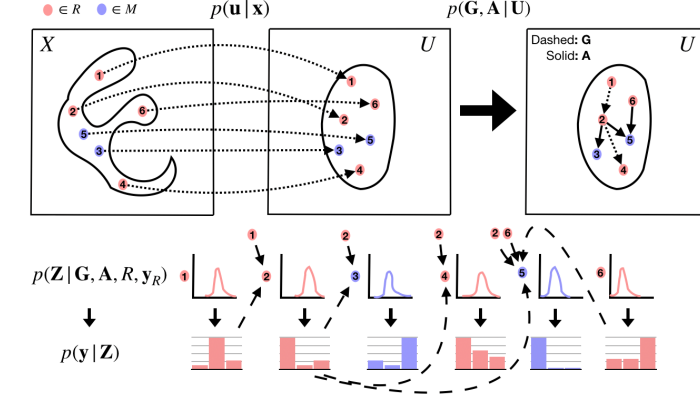 ∈ R ∈ M p(u | x) p(G, A | U)
X U Dashed: G U
Solid: A
1 1 1
2 6 2 6 6
5 5 2 5
3 3 3
4 4 4
1 2 2 2 6
p(Z | G, A, R, y_R) 1 2 3 4 5 6
p(y | Z)